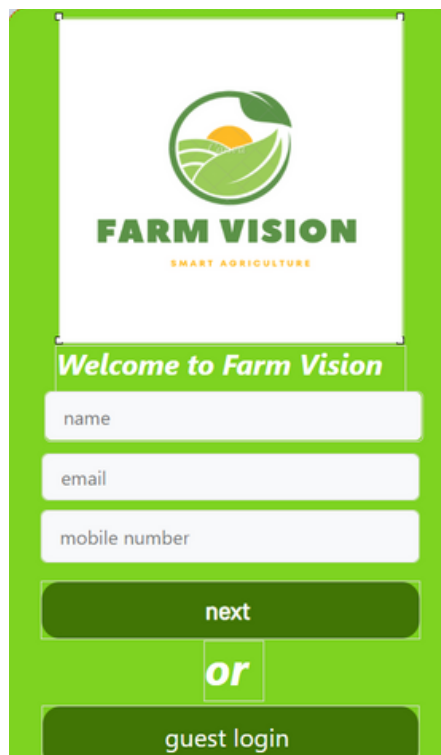 FARM VISION
SMART AGRICULTURE
Welcome to Farm Vision
name
email
mobile number
next
or
guest login